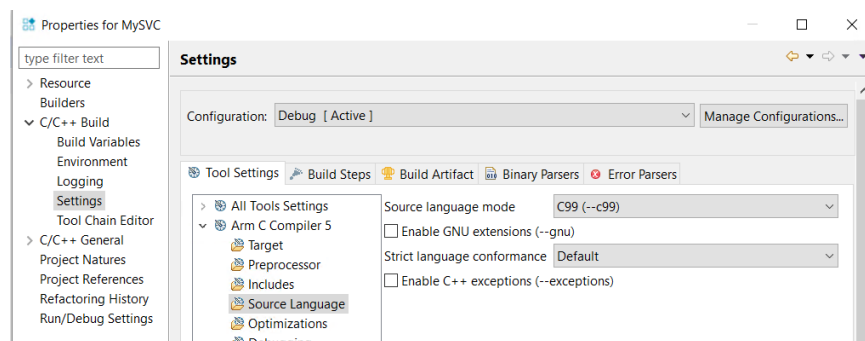 Properties for MySVC
type filter text
Resource
Builders
C/C++ Build
Build Variables
Environment
Logging
Settings
Tool Chain Editor
C/C++ General
Project Natures
Project References
Refactoring History
Run/Debug Settings
Settings
Configuration: Debug [ Active ] Manage Configurations...
Tool Settings Build Steps Build Artifact Binary Parsers Error Parsers
All Tools Settings
Arm C Compiler 5
Target
Preprocessor
Includes
Source Language
Optimizations
Debugging
Source language mode C99 (--c99)
Enable GNU extensions (--gnu)
Strict language conformance Default
Enable C++ exceptions (--exceptions)